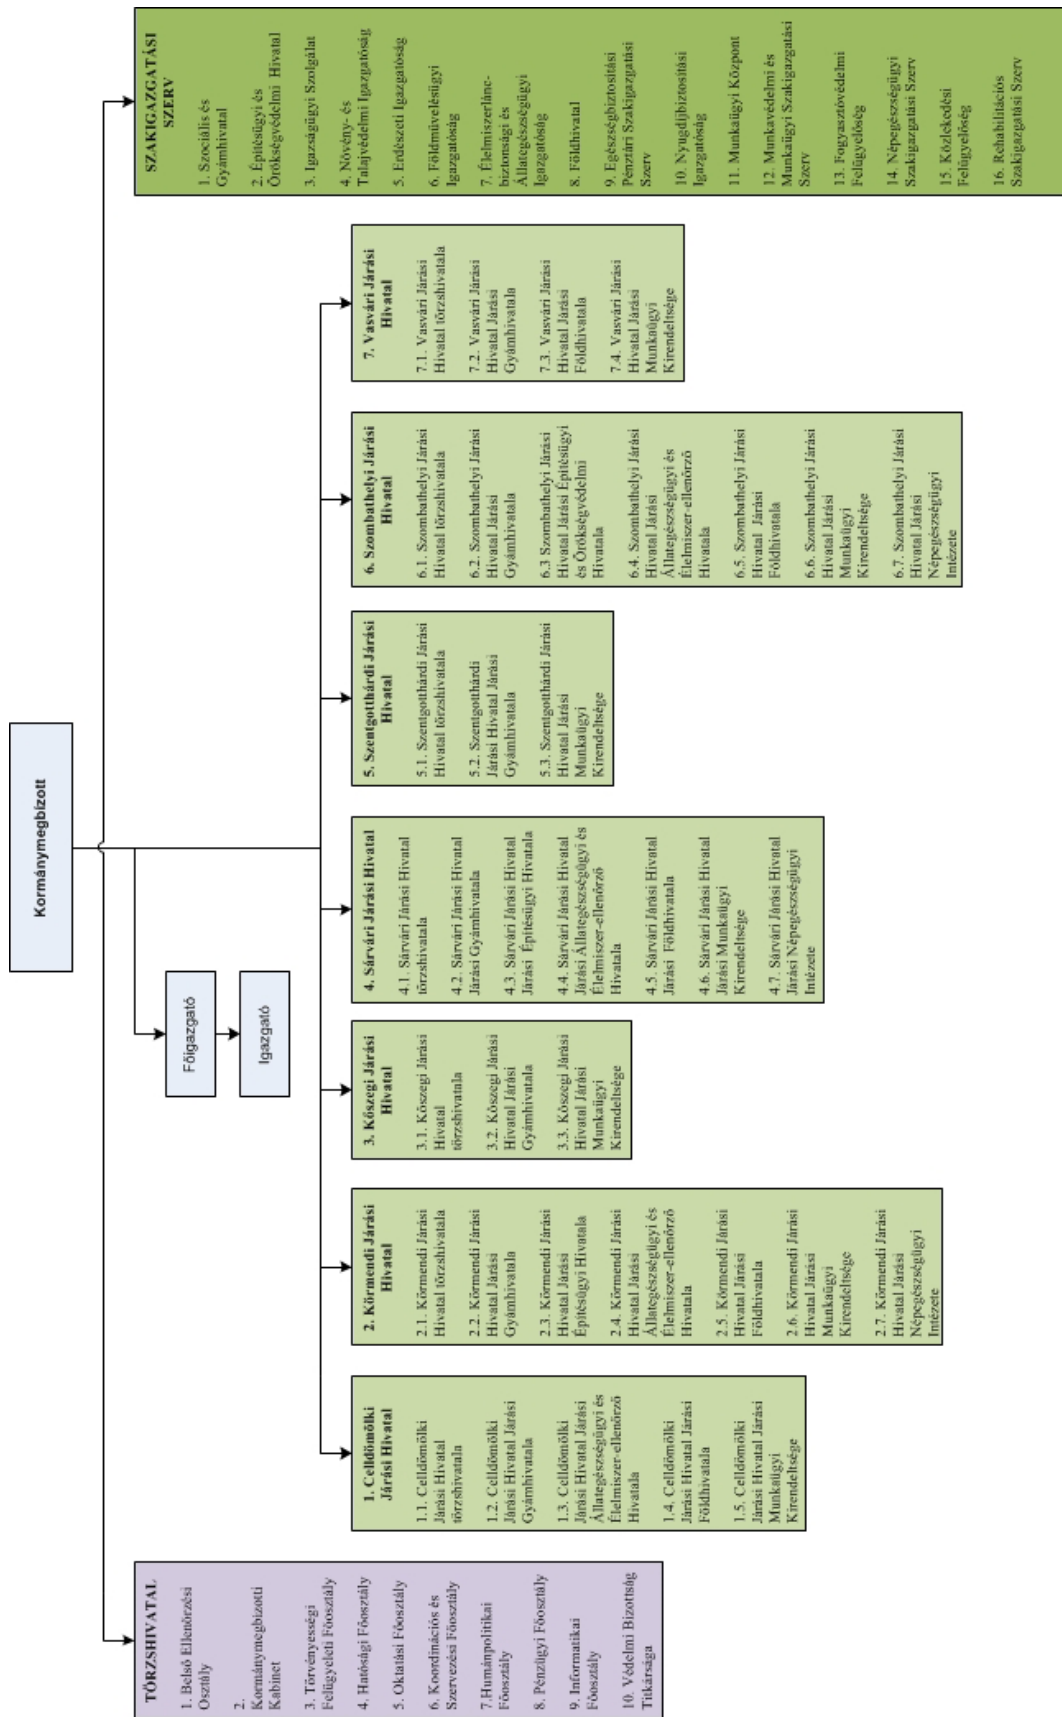 Kormánymegbízott
Főigazgató
Igazgató
TÖRZSHIVATAL
1. Belső Ellenőrzési
Osztály
2.
Kormánymegbízotti
Kabinet
3. Törvényességi
Felügyeleti Főosztály
4. Hatósági Főosztály
5. Oktatási Főosztály
6. Koordinációs és
Szervezési Főosztály
7.Humánpolitikai
Főosztály
8. Pénzügyi Főosztály
9. Informatikai
Főosztály
10. Védelmi Bizottság
Titkársága
1. Celldömölki
Járási Hivatal
1.1. Celldömölki
Járási Hivatal
törzshivatala
1.2. Celldömölki
Járási Hivatal Járási
Gyámhivatala
1.3. Celldömölki
Járási Hivatal Járási
Állategészségügyi és
Élelmiszer-ellenőrző
Hivatala
1.4. Celldömölki
Járási Hivatal Járási
Földhivatala
1.5. Celldömölki
Járási Hivatal Járási
Munkaügyi
Kirendeltsége
2. Körmendi Járási
Hivatal
2.1. Körmendi Járási
Hivatal törzshivatala
2.2. Körmendi Járási
Hivatal Járási
Gyámhivatala
2.3. Körmendi Járási
Hivatal Járási
Építésügyi Hivatala
2.4. Körmendi Járási
Hivatal Járási
Állategészségügyi és
Élelmiszer-ellenőrző
Hivatala
2.5. Körmendi Járási
Hivatal Járási
Földhivatala
2.6. Körmendi Járási
Hivatal Járási
Munkaügyi
Kirendeltsége
2.7. Körmendi Járási
Hivatal Járási
Népegészségügyi
Intézete
3. Kőszegi Járási
Hivatal
3.1. Kőszegi Járási
Hivatal
törzshivatala
3.2. Kőszegi Járási
Hivatal Járási
Gyámhivatala
3.3. Kőszegi Járási
Hivatal Járási
Munkaügyi
Kirendeltsége
4. Sárvári Járási Hivatal
4.1. Sárvári Járási Hivatal
törzshivatala
4.2. Sárvári Járási Hivatal
Járási Gyámhivatala
4.3. Sárvári Járási Hivatal
Járási Építésügyi Hivatala
4.4. Sárvári Járási Hivatal
Járási Állategészségügyi és
Élelmiszer-ellenőrző
Hivatala
4.5. Sárvári Járási Hivatal
Járási Földhivatala
4.6. Sárvári Járási Hivatal
Járási Munkaügyi
Kirendeltsége
4.7. Sárvári Járási Hivatal
Járási Népegészségügyi
Intézete
5. Szentgotthárdi Járási
Hivatal
5.1. Szentgotthárdi Járási
Hivatal törzshivatala
5.2. Szentgotthárdi
Járási Hivatal Járási
Gyámhivatala
5.3. Szentgotthárdi Járási
Hivatal Járási
Munkaügyi
Kirendeltsége
6. Szombathelyi Járási
Hivatal
6.1. Szombathelyi Járási
Hivatal törzshivatala
6.2. Szombathelyi Járási
Hivatal Járási
Gyámhivatala
6.3 Szombathelyi Járási
Hivatal Járási Építésügyi
és Örökségvédelmi
Hivatala
6.4. Szombathelyi Járási
Hivatal Járási
Állategészségügyi és
Élelmiszer-ellenőrző
Hivatala
6.5. Szombathelyi Járási
Hivatal Járási
Földhivatala
6.6. Szombathelyi Járási
Hivatal Járási
Munkaügyi
Kirendeltsége
6.7. Szombathelyi Járási
Hivatal Járási
Népegészségügyi
Intézete
7. Vasvári Járási
Hivatal
7.1. Vasvári Járási
Hivatal törzshivatala
7.2. Vasvári Járási
Hivatal Járási
Gyámhivatala
7.3. Vasvári Járási
Hivatal Járási
Földhivatala
7.4. Vasvári Járási
Hivatal Járási
Munkaügyi
Kirendeltsége
SZAKIGAZGATÁSI
SZERV
1. Szociális és
Gyámhivatal
2. Építésügyi és
Örökségvédelmi Hivatal
3. Igazságügyi Szolgálat
4. Növény- és
Talajvédelmi Igazgatóság
5. Erdészeti Igazgatóság
6. Földművelésügyi
Igazgatóság
7. Élelmiszerlánc-
biztonsági és
Állategészségügyi
Igazgatóság
8. Földhivatal
9. Egészségbiztosítási
Pénztári Szakigazgatási
Szerv
10. Nyugdíjbiztosítási
Igazgatóság
11. Munkaügyi Központ
12. Munkavédelmi és
Munkaügyi Szakigazgatási
Szerv
13. Fogyasztóvédelmi
Felügyelőség
14. Népegészségügyi
Szakigazgatási Szerv
15. Közlekedési
Felügyelőség
16. Rehabilitációs
Szakigazgatási Szerv